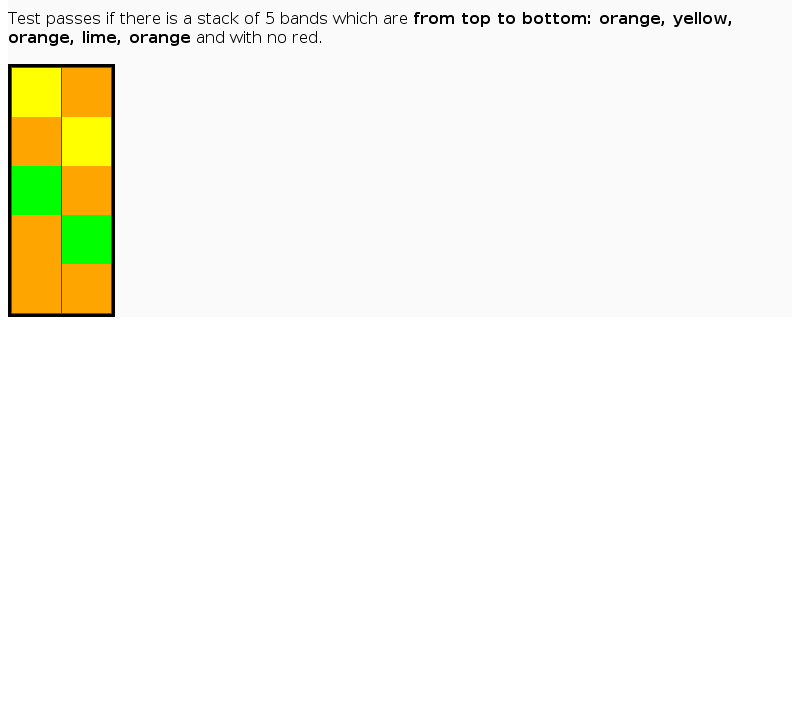 Test passes if there is a stack of 5 bands which are from top to bottom: orange, yellow,
orange, lime, orange and with no red.